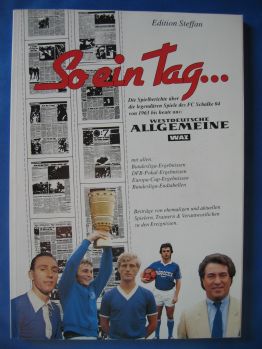 Edition Steffan
So ein Tag...
Die Spielberichte über
die legendären Spiele des FC Schalke 04
von 1963 bis heute aus:
WESTDEUTSCHE
ALLGEMEINE
WAZ
mit allen
Bundesliga-Ergebnissen
DFB-Pokal-Ergebnissen
Europa-Cup-Ergebnissen
Bundesliga-Endtabellen
Beiträge von ehemaligen und aktuellen
Spielern, Trainern & Verantwortlichen
zu den Ereignissen.